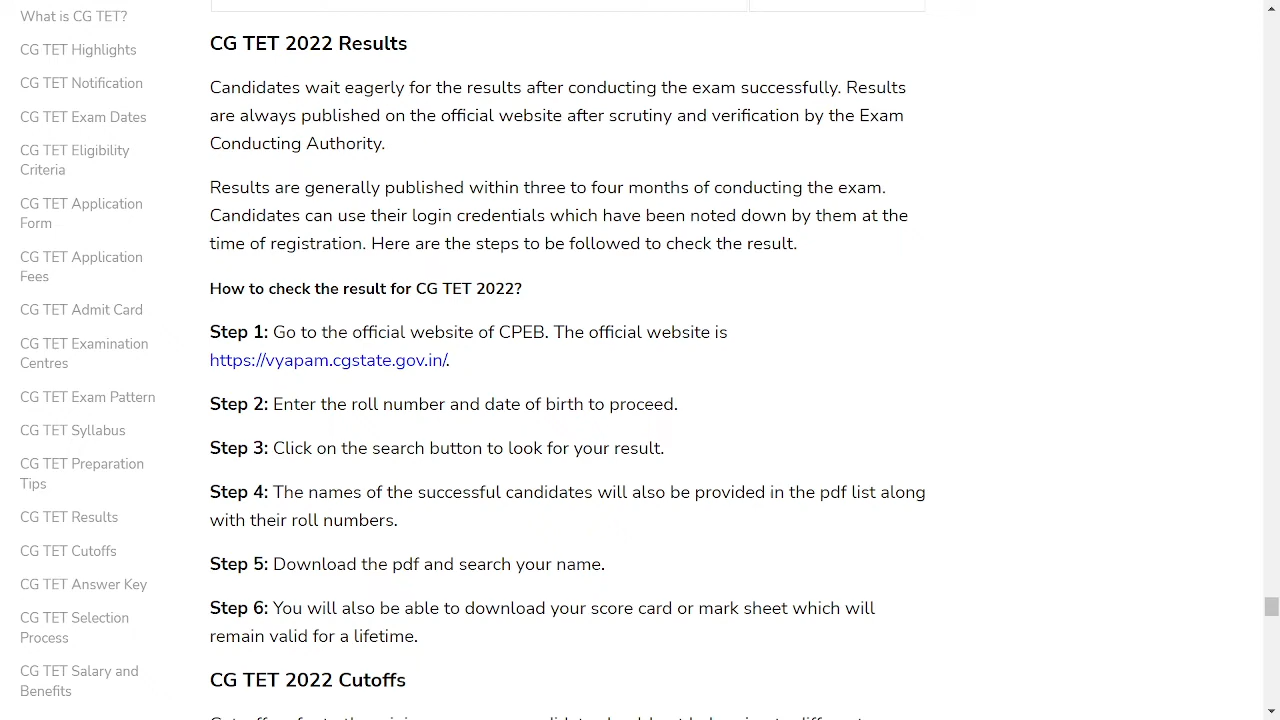 What is CG TET?
CG TET Highlights
CG TET Notification
CG TET Exam Dates
CG TET Eligibility
Criteria
CG TET Application
Form
CG TET Application
Fees
CG TET Admit Card
CG TET Examination
Centres
CG TET Exam Pattern
CG TET Syllabus
CG TET Preparation
Tips
CG TET Results
CG TET Cutoffs
CG TET Answer Key
CG TET Selection
Process
CG TET Salary and
Benefits
CG TET 2022 Results
Candidates wait eagerly for the results after conducting the exam successfully. Results
are always published on the official website after scrutiny and verification by the Exam
Conducting Authority.
Results are generally published within three to four months of conducting the exam.
Candidates can use their login credentials which have been noted down by them at the
time of registration. Here are the steps to be followed to check the result.
How to check the result for CG TET 2022?
Step 1: Go to the official website of CPEB. The official website is
https://vyapam.cgstate.gov.in/.
Step 2: Enter the roll number and date of birth to proceed.
Step 3: Click on the search button to look for your result.
Step 4: The names of the successful candidates will also be provided in the pdf list along
with their roll numbers.
Step 5: Download the pdf and search your name.
Step 6: You will also be able to download your score card or mark sheet which will
remain valid for a lifetime.
CG TET 2022 Cutoffs